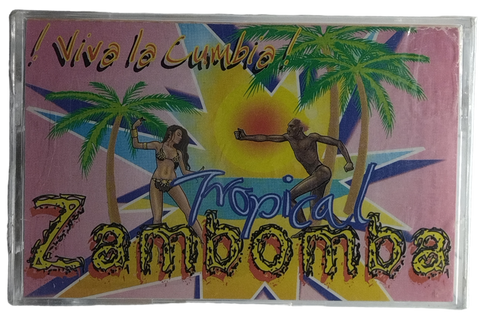 ! Viva la Cumbia !
Tropical
Zambomba